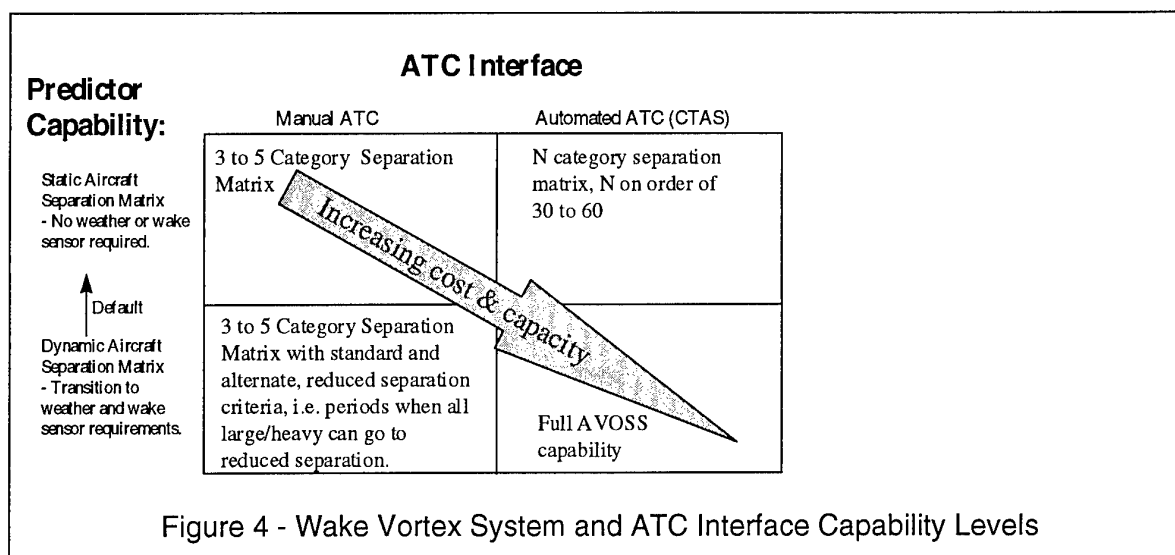 ATC Interface
Predictor
Capability:
Manual ATC
Automated ATC (CTAS)
Static Aircraft
Separation Matrix
- No weather or wake
sensor required.
Default
Dynamic Aircraft
Separation Matrix
- Transition to
weather and wake
sensor requirements.
3 to 5 Category Separation
Matrix
N category separation
matrix, N on order of
30 to 60
Increasing cost & capacity
3 to 5 Category Separation
Matrix with standard and
alternate, reduced separation
criteria, i.e. periods when all
large/heavy can go to
reduced separation.
Full AVOSS
capability
Figure 4 - Wake Vortex System and ATC Interface Capability Levels